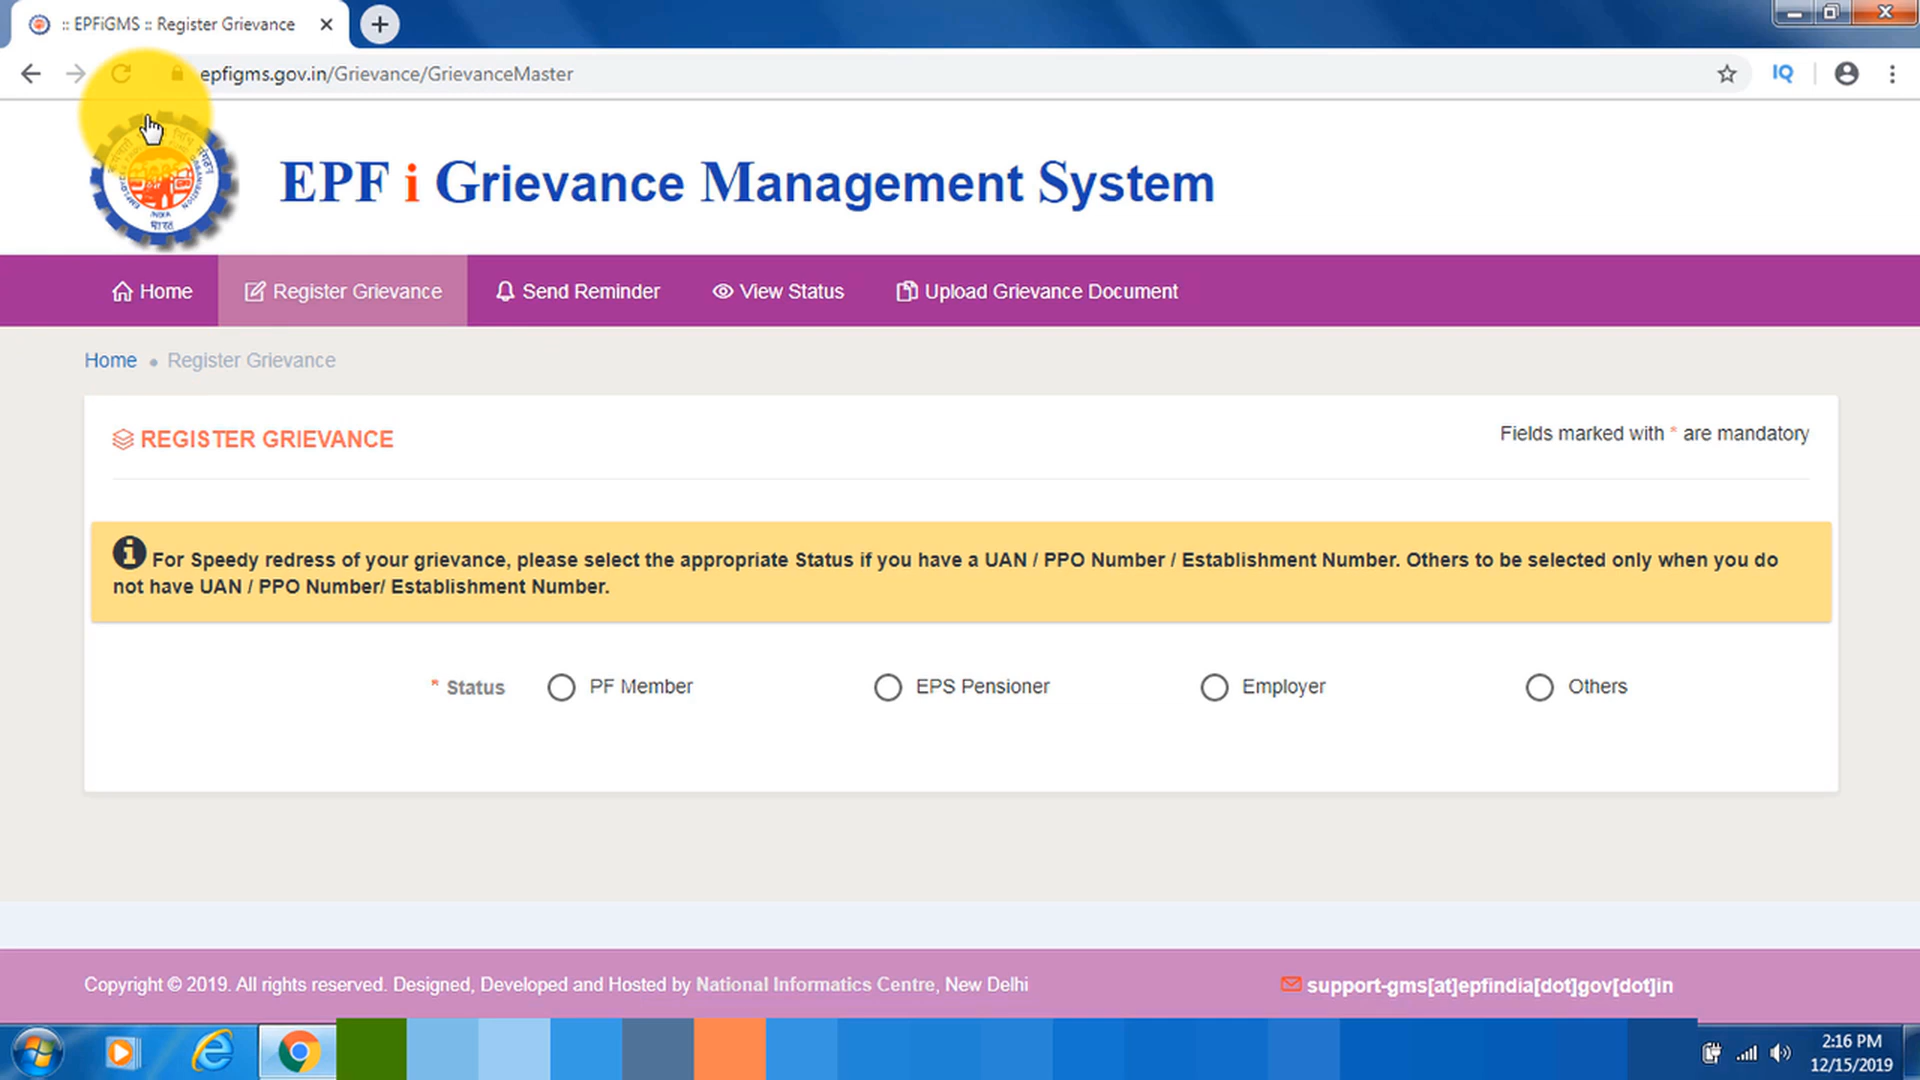 :: EPFiGMS :: Register Grievance
epfigms.gov.in/Grievance/GrievanceMaster
IQ
INDIA
भारत
EPF i Grievance Management System
Home
Register Grievance
Send Reminder
View Status
Upload Grievance Document
Home • Register Grievance
REGISTER GRIEVANCE
Fields marked with * are mandatory
For Speedy redress of your grievance, please select the appropriate Status if you have a UAN / PPO Number / Establishment Number. Others to be selected only when you do
not have UAN / PPO Number/ Establishment Number.
* Status
PF Member
EPS Pensioner
Employer
Others
Copyright © 2019. All rights reserved. Designed, Developed and Hosted by National Informatics Centre, New Delhi
support-gms[at]epfindia[dot]gov[dot]in
2:16 PM
12/15/2019